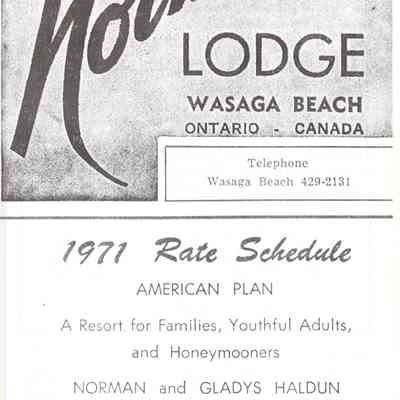 LODGE
WASAGA BEACH
ONTARIO - CANADA
Telephone
Wasaga Beach 429-2131
1971 Rate Schedule
AMERICAN PLAN
A Resort for Families, Youthful Adults,
and Honeymooners
NORMAN and GLADYS HALDUN